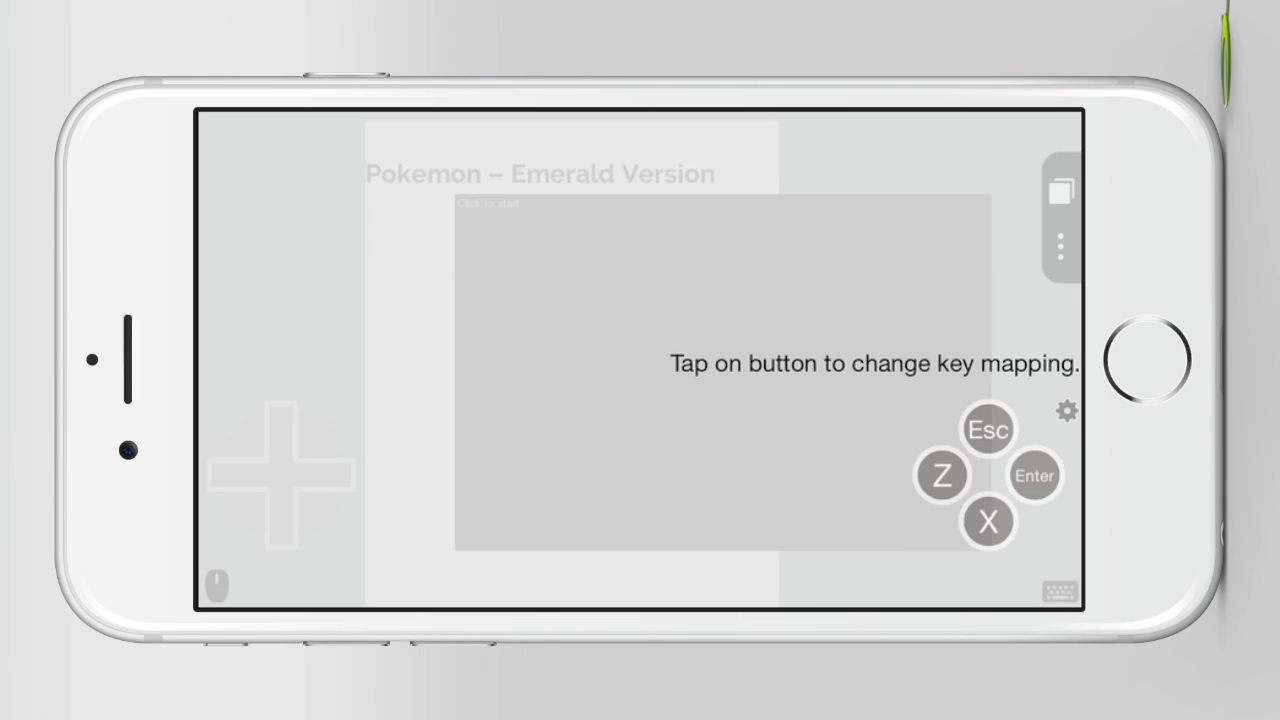 Pokemon – Emerald Version
Click to start
Tap on button to change key mapping.
Esc
Z
Enter
X